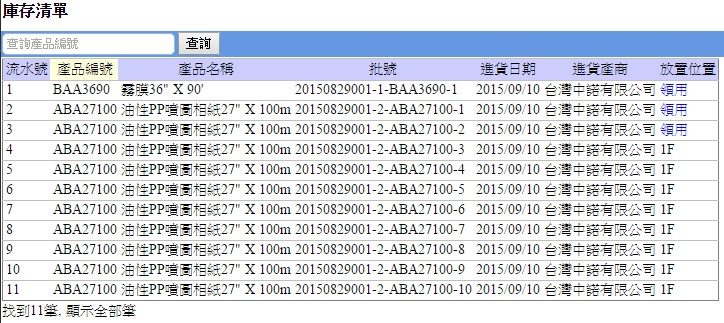 庫存清單
查詢產品編號 查詢
流水號 產品編號 產品名稱 批號 進貨日期 進貨產商 放置位置
1 BAA3690 霧膜36" X 90' 20150829001-1-BAA3690-1 2015/09/10 台灣中諾有限公司 領用
2 ABA27100 油性PP噴圖相紙27" X 100m 20150829001-2-ABA27100-1 2015/09/10 台灣中諾有限公司 領用
3 ABA27100 油性PP噴圖相紙27" X 100m 20150829001-2-ABA27100-2 2015/09/10 台灣中諾有限公司 領用
4 ABA27100 油性PP噴圖相紙27" X 100m 20150829001-2-ABA27100-3 2015/09/10 台灣中諾有限公司 1F
5 ABA27100 油性PP噴圖相紙27" X 100m 20150829001-2-ABA27100-4 2015/09/10 台灣中諾有限公司 1F
6 ABA27100 油性PP噴圖相紙27" X 100m 20150829001-2-ABA27100-5 2015/09/10 台灣中諾有限公司 1F
7 ABA27100 油性PP噴圖相紙27" X 100m 20150829001-2-ABA27100-6 2015/09/10 台灣中諾有限公司 1F
8 ABA27100 油性PP噴圖相紙27" X 100m 20150829001-2-ABA27100-7 2015/09/10 台灣中諾有限公司 1F
9 ABA27100 油性PP噴圖相紙27" X 100m 20150829001-2-ABA27100-8 2015/09/10 台灣中諾有限公司 1F
10 ABA27100 油性PP噴圖相紙27" X 100m 20150829001-2-ABA27100-9 2015/09/10 台灣中諾有限公司 1F
11 ABA27100 油性PP噴圖相紙27" X 100m 20150829001-2-ABA27100-10 2015/09/10 台灣中諾有限公司 1F
找到11筆, 顯示全部筆